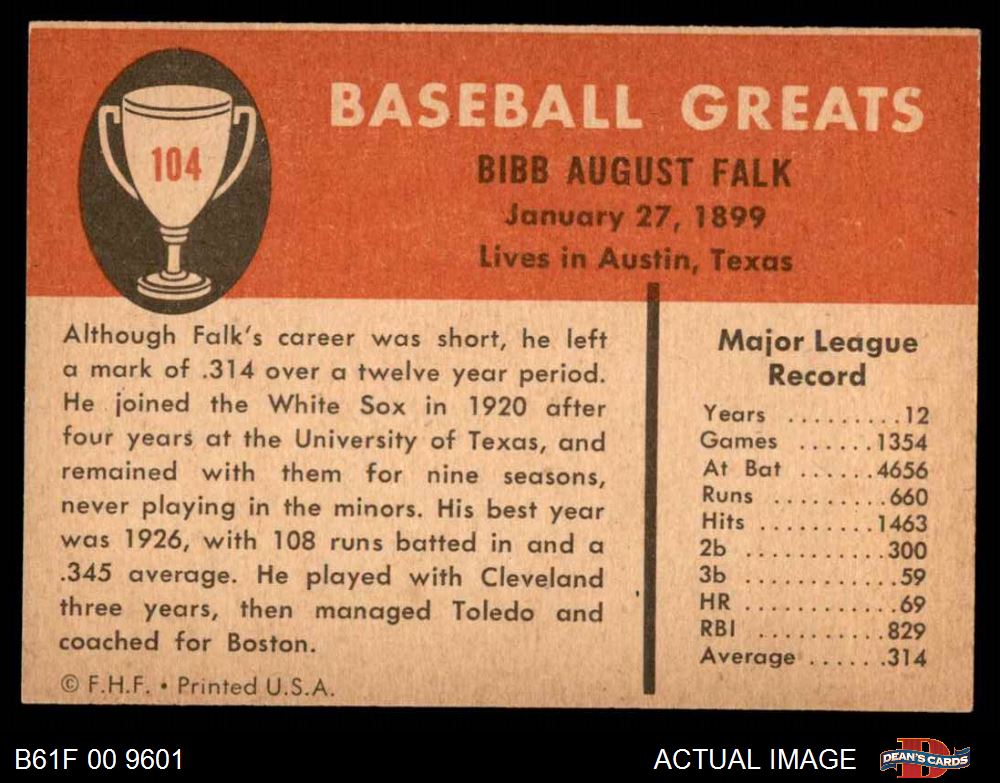 104
BASEBALL GREATS
BIBB AUGUST FALK
January 27, 1899
Lives in Austin, Texas
Although Falk's career was short, he left
a mark of .314 over a twelve year period.
He joined the White Sox in 1920 after
four years at the University of Texas, and
remained with them for nine seasons,
never playing in the minors. His best year
was 1926, with 108 runs batted in and a
.345 average. He played with Cleveland
three years, then managed Toledo and
coached for Boston.
© F.H.F. • Printed U.S.A.
Major League
Record
Years .........12
Games ......1354
At Bat ......4656
Runs .........660
Hits .........1463
2b ...........300
3b ............59
HR ............69
RBI ..........829
Average ......314
B61F 00 9601
ACTUAL IMAGE
D
DEAN'S CARDS